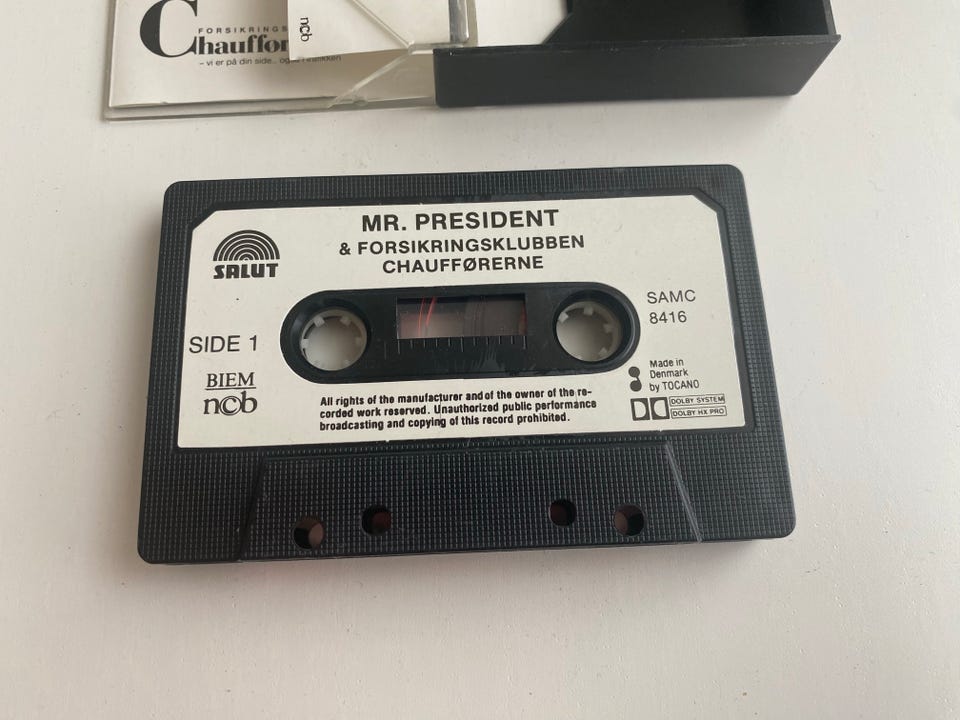 FORSIKRINGS
Chauffør
– vi er på din side..
ncb
MR. PRESIDENT
& FORSIKRINGSKLUBBEN
CHAUFFØRERNE
SALUT
SAMC
8416
SIDE 1
BIEM
ncb
Made in
Denmark
by TOCANO
All rights of the manufacturer and of the owner of the re-
corded work reserved. Unauthorized public performance
broadcasting and copying of this record prohibited.
DOLBY SYSTEM
DOLBY HX PRO